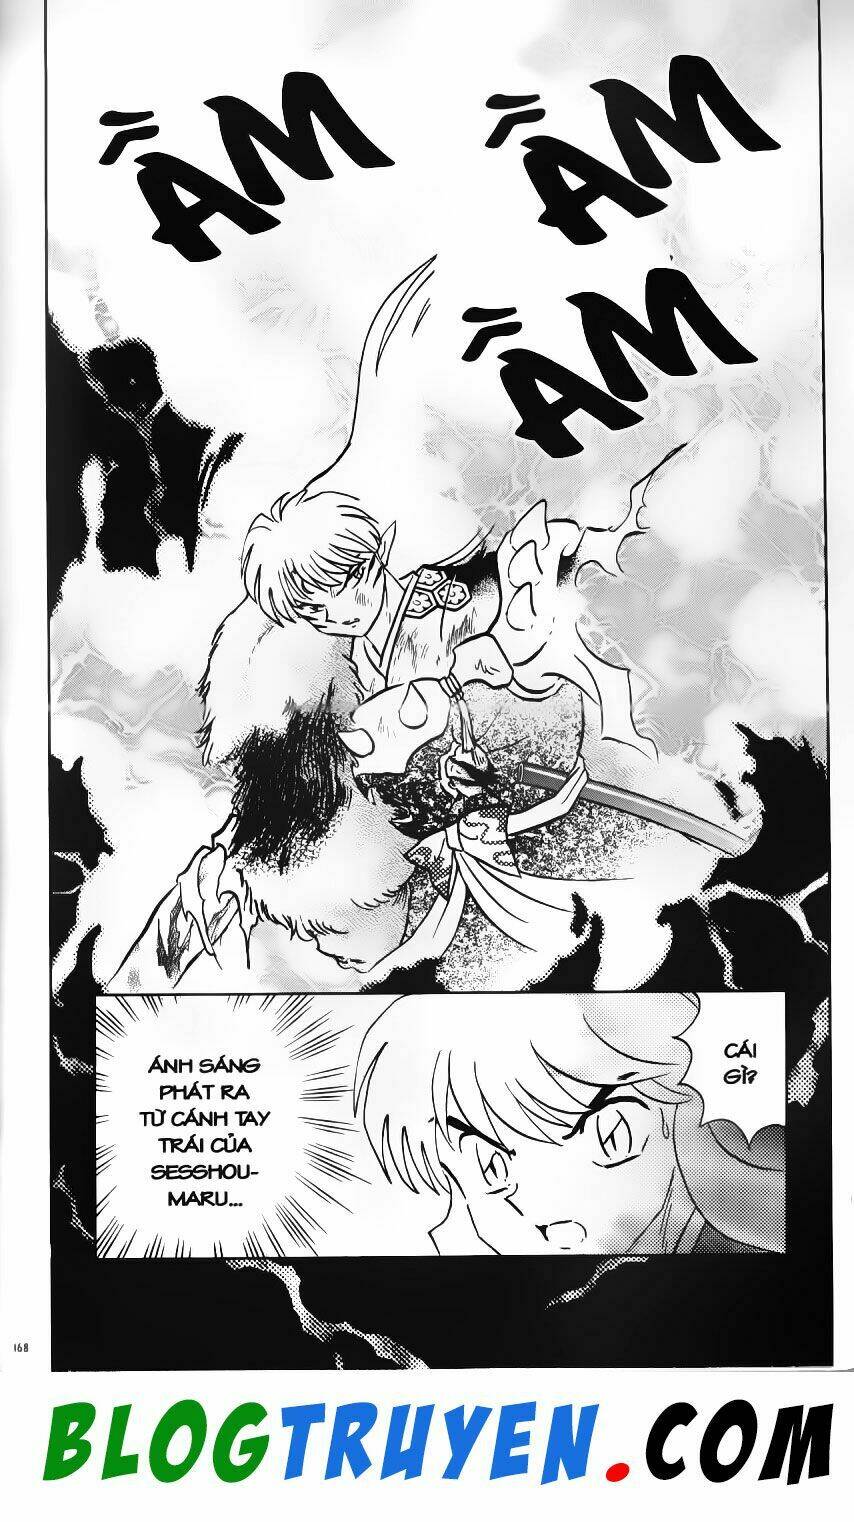 ẦM
ẦM
ẦM
CÁI
GÌ?
ÁNH SÁNG
PHÁT RA
TỪ CÁNH TAY
TRÁI CỦA
SESSHOU-
MARU...
168
BLOGTRUYEN.COM